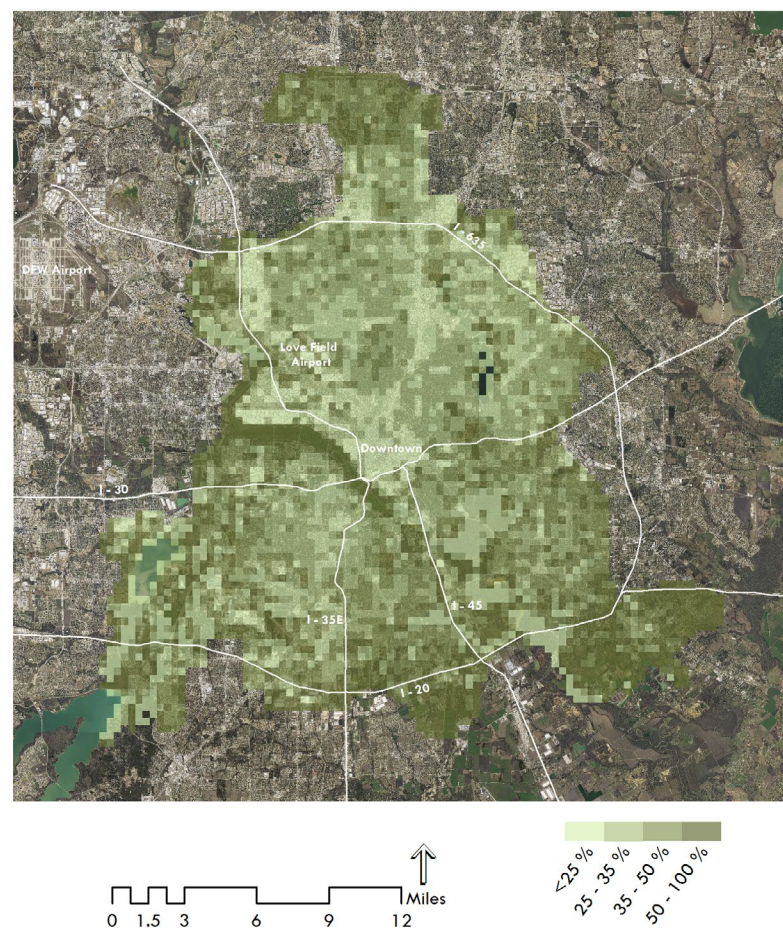 I - 635
DFW Airport
Love Field
Airport
Downtown
I - 30
I - 45
I - 35E
I - 20
<25 %
25 - 35 %
35 - 50 %
50 - 100 %
Miles
0 1.5 3 6 9 12